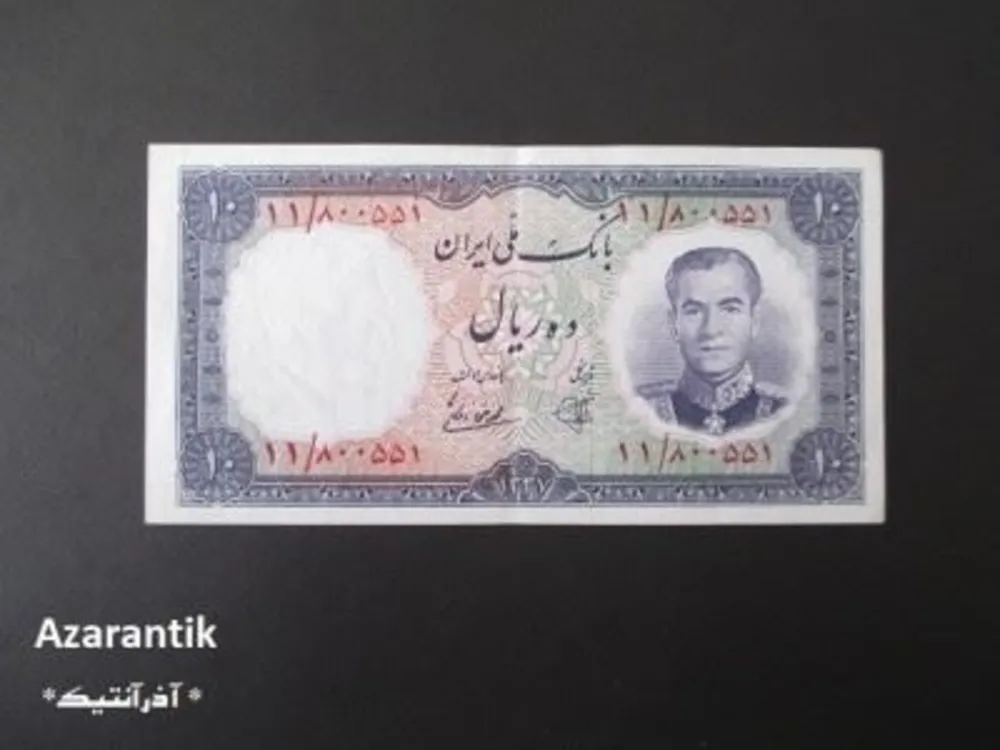 ۱۰ ۱۱/۸۰۰۵۵۱ ۱۱/۸۰۰۵۵۱ ۱۰
بانک ملی ایران
ده ریال
۱۰ ۱۱/۸۰۰۵۵۱ ۱۱/۸۰۰۵۵۱ ۱۰
۱۳۳۷
Azarantik
* آذرآنتیک *